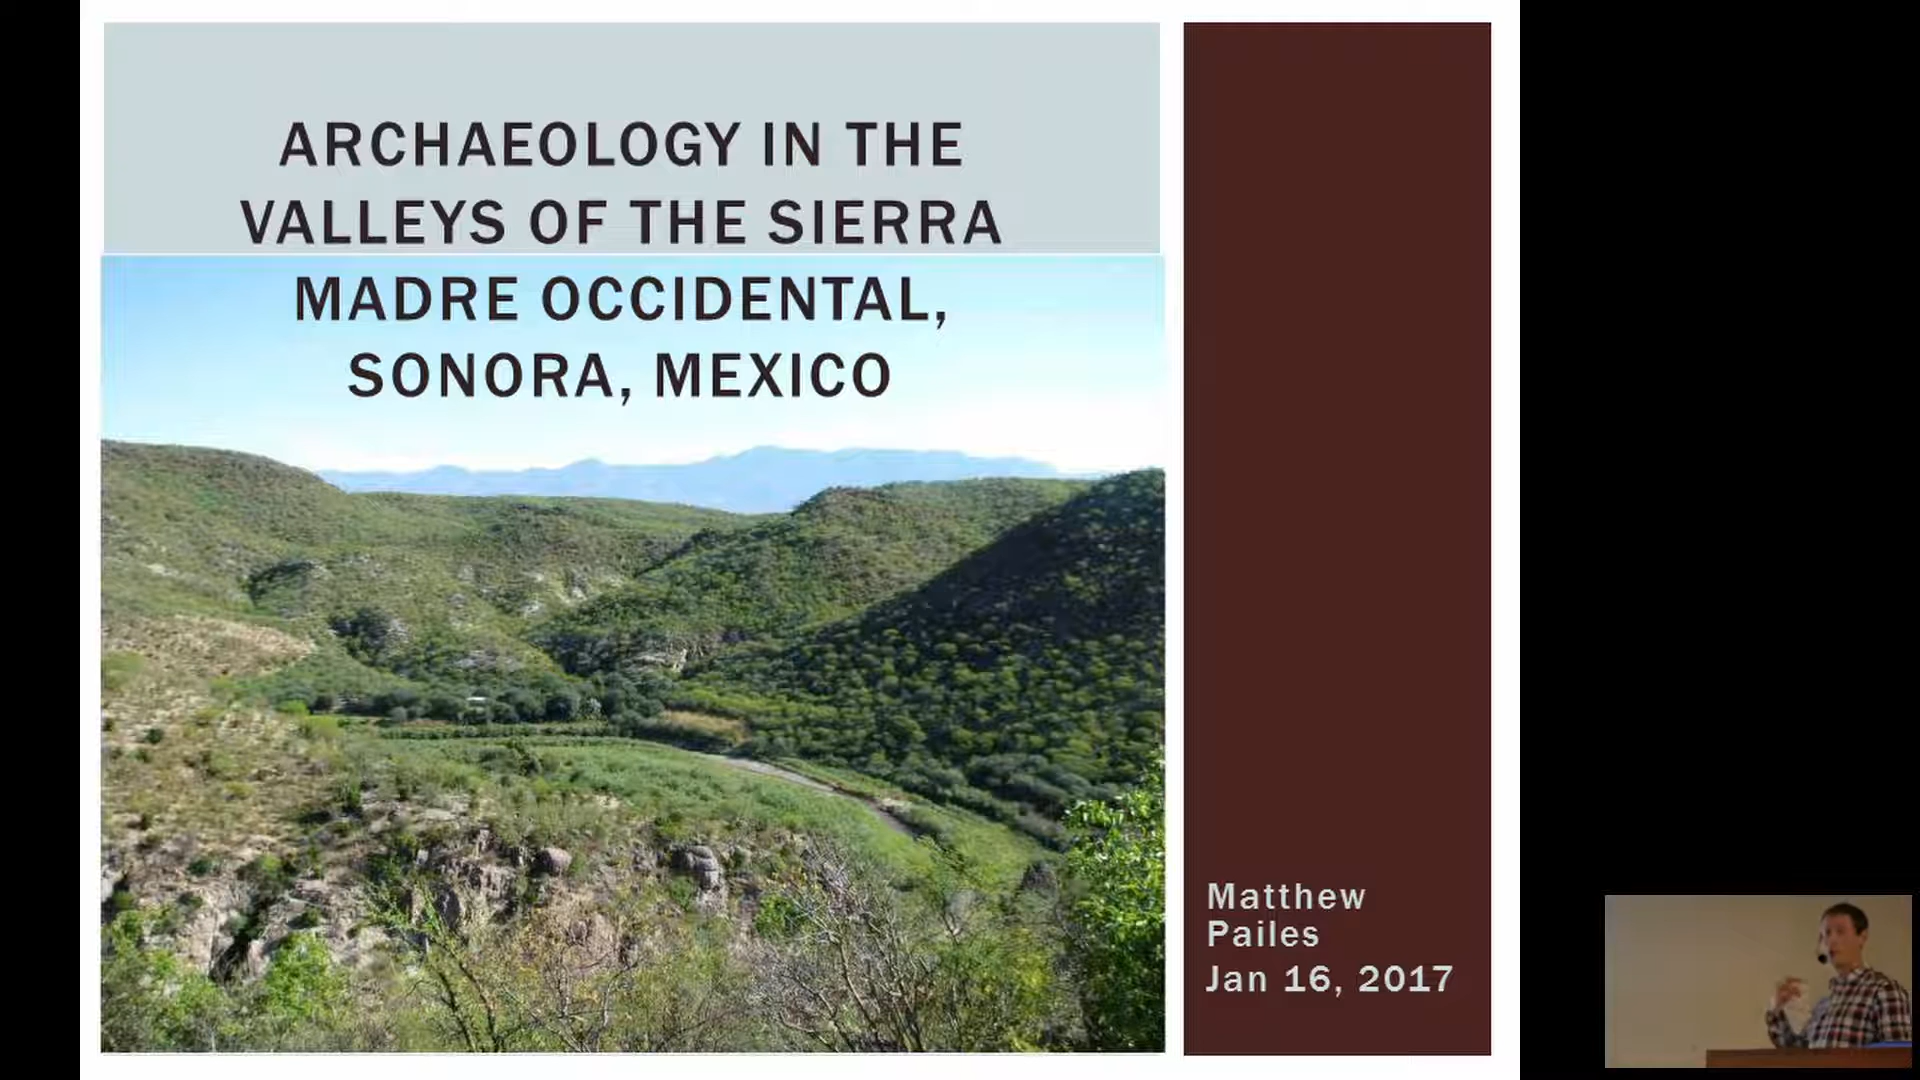 ARCHAEOLOGY IN THE
VALLEYS OF THE SIERRA
MADRE OCCIDENTAL,
SONORA, MEXICO
Matthew
Pailes
Jan 16, 2017